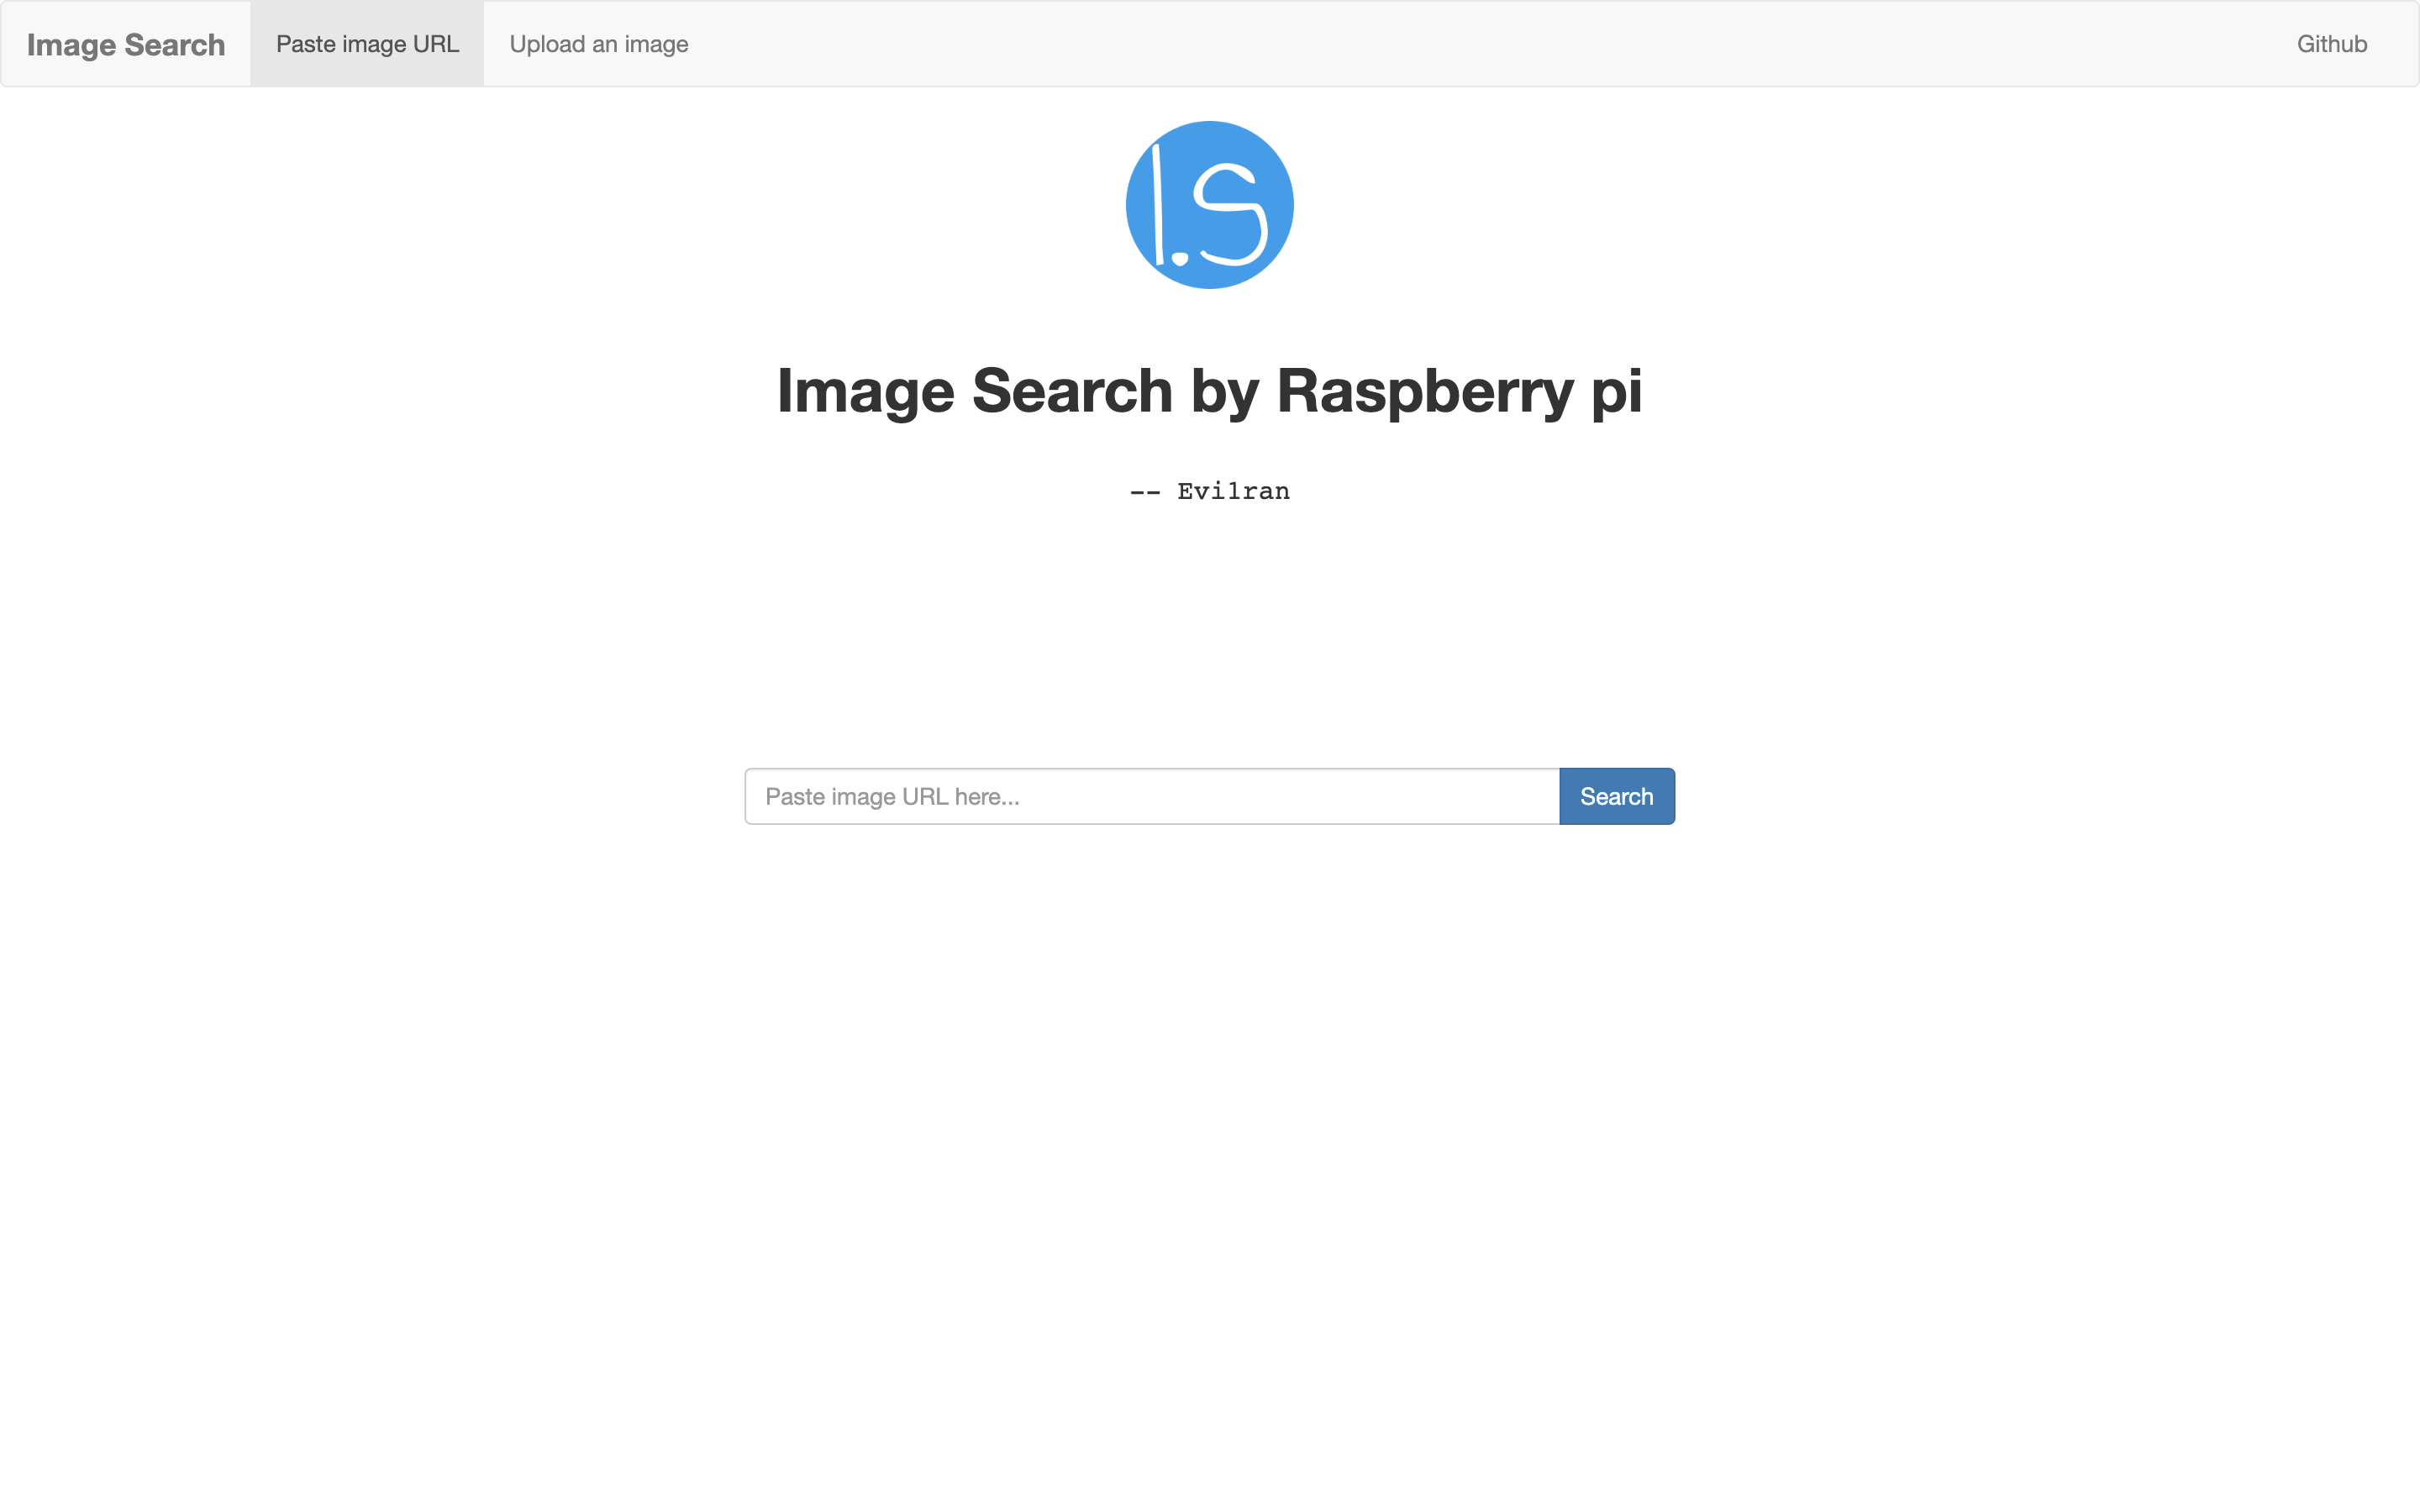 Image Search Paste image URL Upload an image Github
I.S
Image Search by Raspberry pi
-- Evilran
Paste image URL here... Search